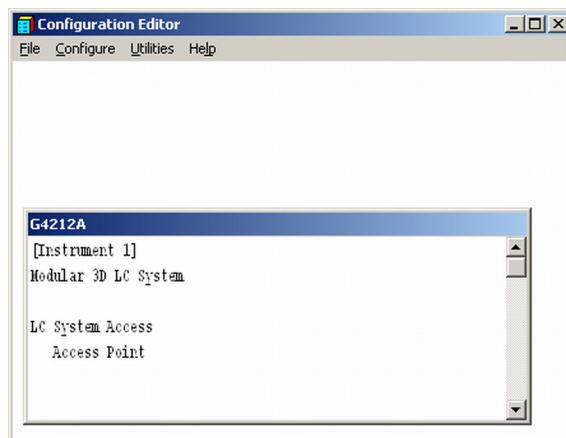 Configuration Editor
File Configure Utilities Help
G4212A
[Instrument 1]
Modular 3D LC System
LC System Access
Access Point